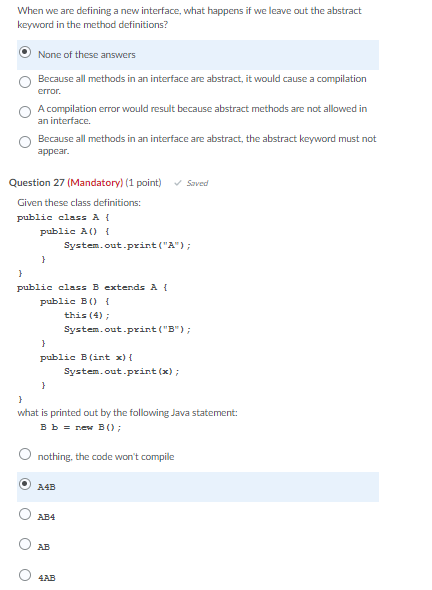 When we are defining a new interface, what happens if we leave out the abstract
keyword in the method definitions?
None of these answers
Because all methods in an interface are abstract, it would cause a compilation
error.
A compilation error would result because abstract methods are not allowed in
an interface.
Because all methods in an interface are abstract, the abstract keyword must not
appear.
Question 27 (Mandatory) (1 point) ✓ Saved
Given these class definitions:
public class A {
public A() {
System.out.print("A");
}
}
public class B extends A {
public B() {
this(4);
System.out.print("B");
}
public B(int x){
System.out.print(x);
}
}
what is printed out by the following Java statement:
B b = new B();
nothing, the code won't compile
A4B
AB4
AB
4AB